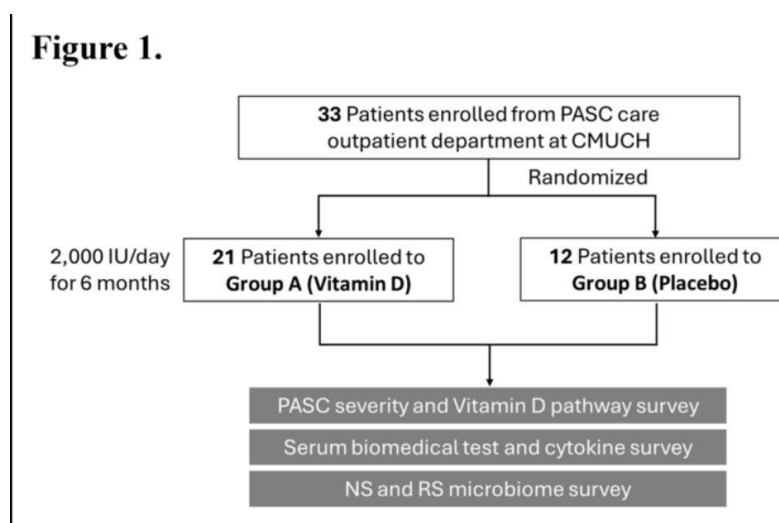 Figure 1.
33 Patients enrolled from PASC care
outpatient department at CMUCH
Randomized
2,000 IU/day
for 6 months
21 Patients enrolled to
Group A (Vitamin D)
12 Patients enrolled to
Group B (Placebo)
PASC severity and Vitamin D pathway survey
Serum biomedical test and cytokine survey
NS and RS microbiome survey